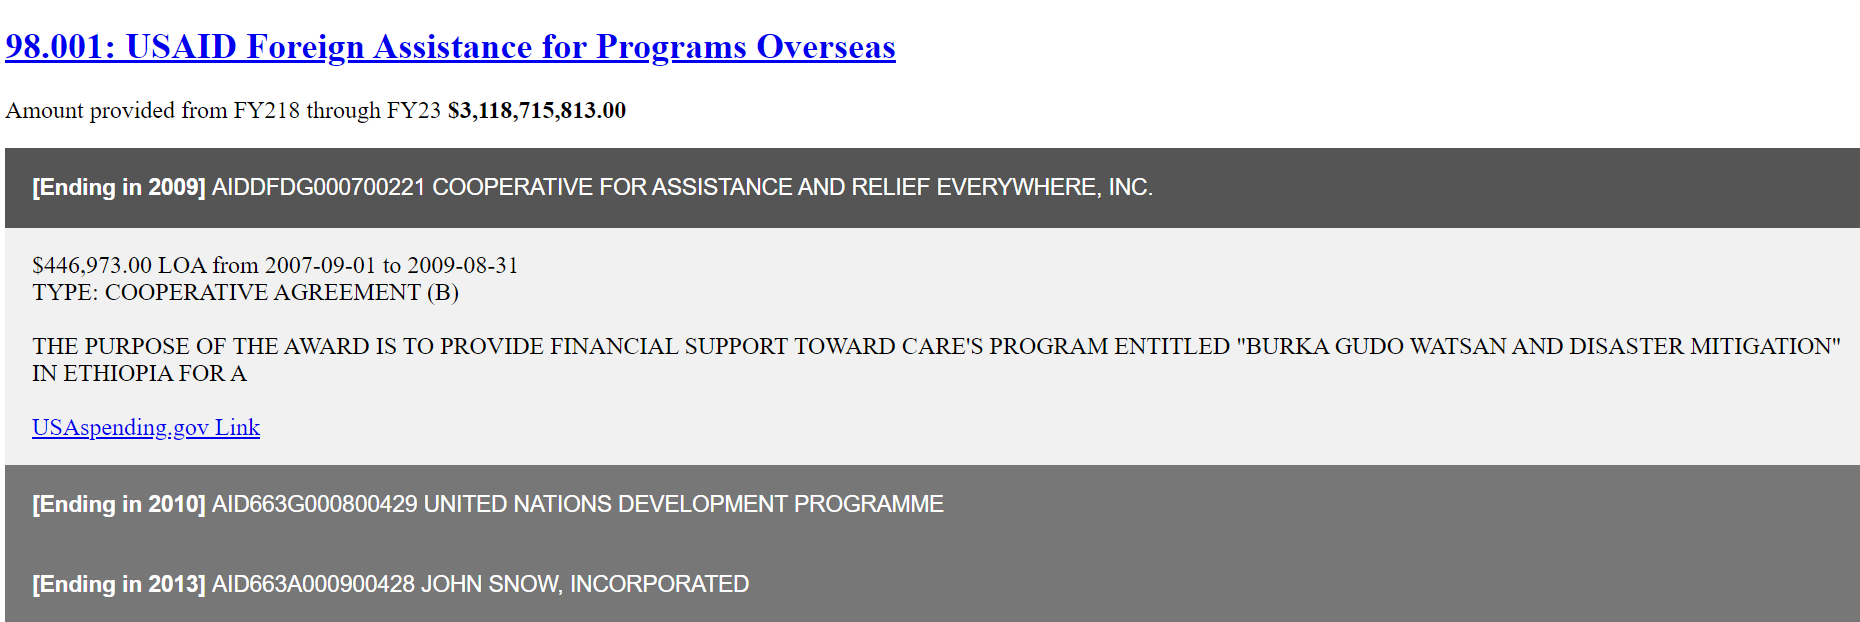 98.001: USAID Foreign Assistance for Programs Overseas
Amount provided from FY218 through FY23 $3,118,715,813.00
[Ending in 2009] AIDDFDG000700221 COOPERATIVE FOR ASSISTANCE AND RELIEF EVERYWHERE, INC.
$446,973.00 LOA from 2007-09-01 to 2009-08-31
TYPE: COOPERATIVE AGREEMENT (B)
THE PURPOSE OF THE AWARD IS TO PROVIDE FINANCIAL SUPPORT TOWARD CARE'S PROGRAM ENTITLED "BURKA GUDO WATSAN AND DISASTER MITIGATION"
IN ETHIOPIA FOR A
USAspending.gov Link
[Ending in 2010] AID663G000800429 UNITED NATIONS DEVELOPMENT PROGRAMME
[Ending in 2013] AID663A000900428 JOHN SNOW, INCORPORATED